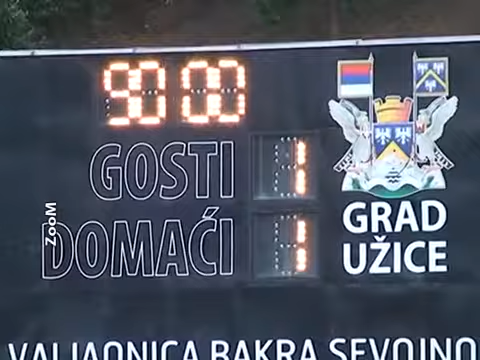 90 00
GOSTI 1
DOMAĆI 1
ZooM
GRAD
UŽICE
VALJAONICA BAKRA SEVOJNO